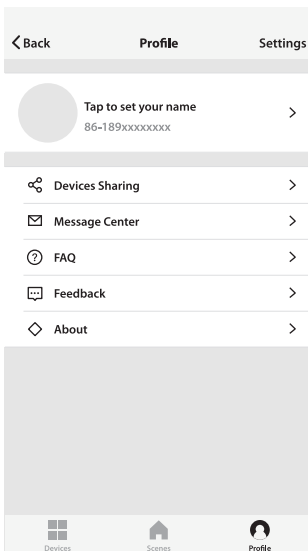 Back Profile Settings
Tap to set your name
86-189xxxxxxxx
Devices Sharing
Message Center
FAQ
Feedback
About
Devices Scenes Profile